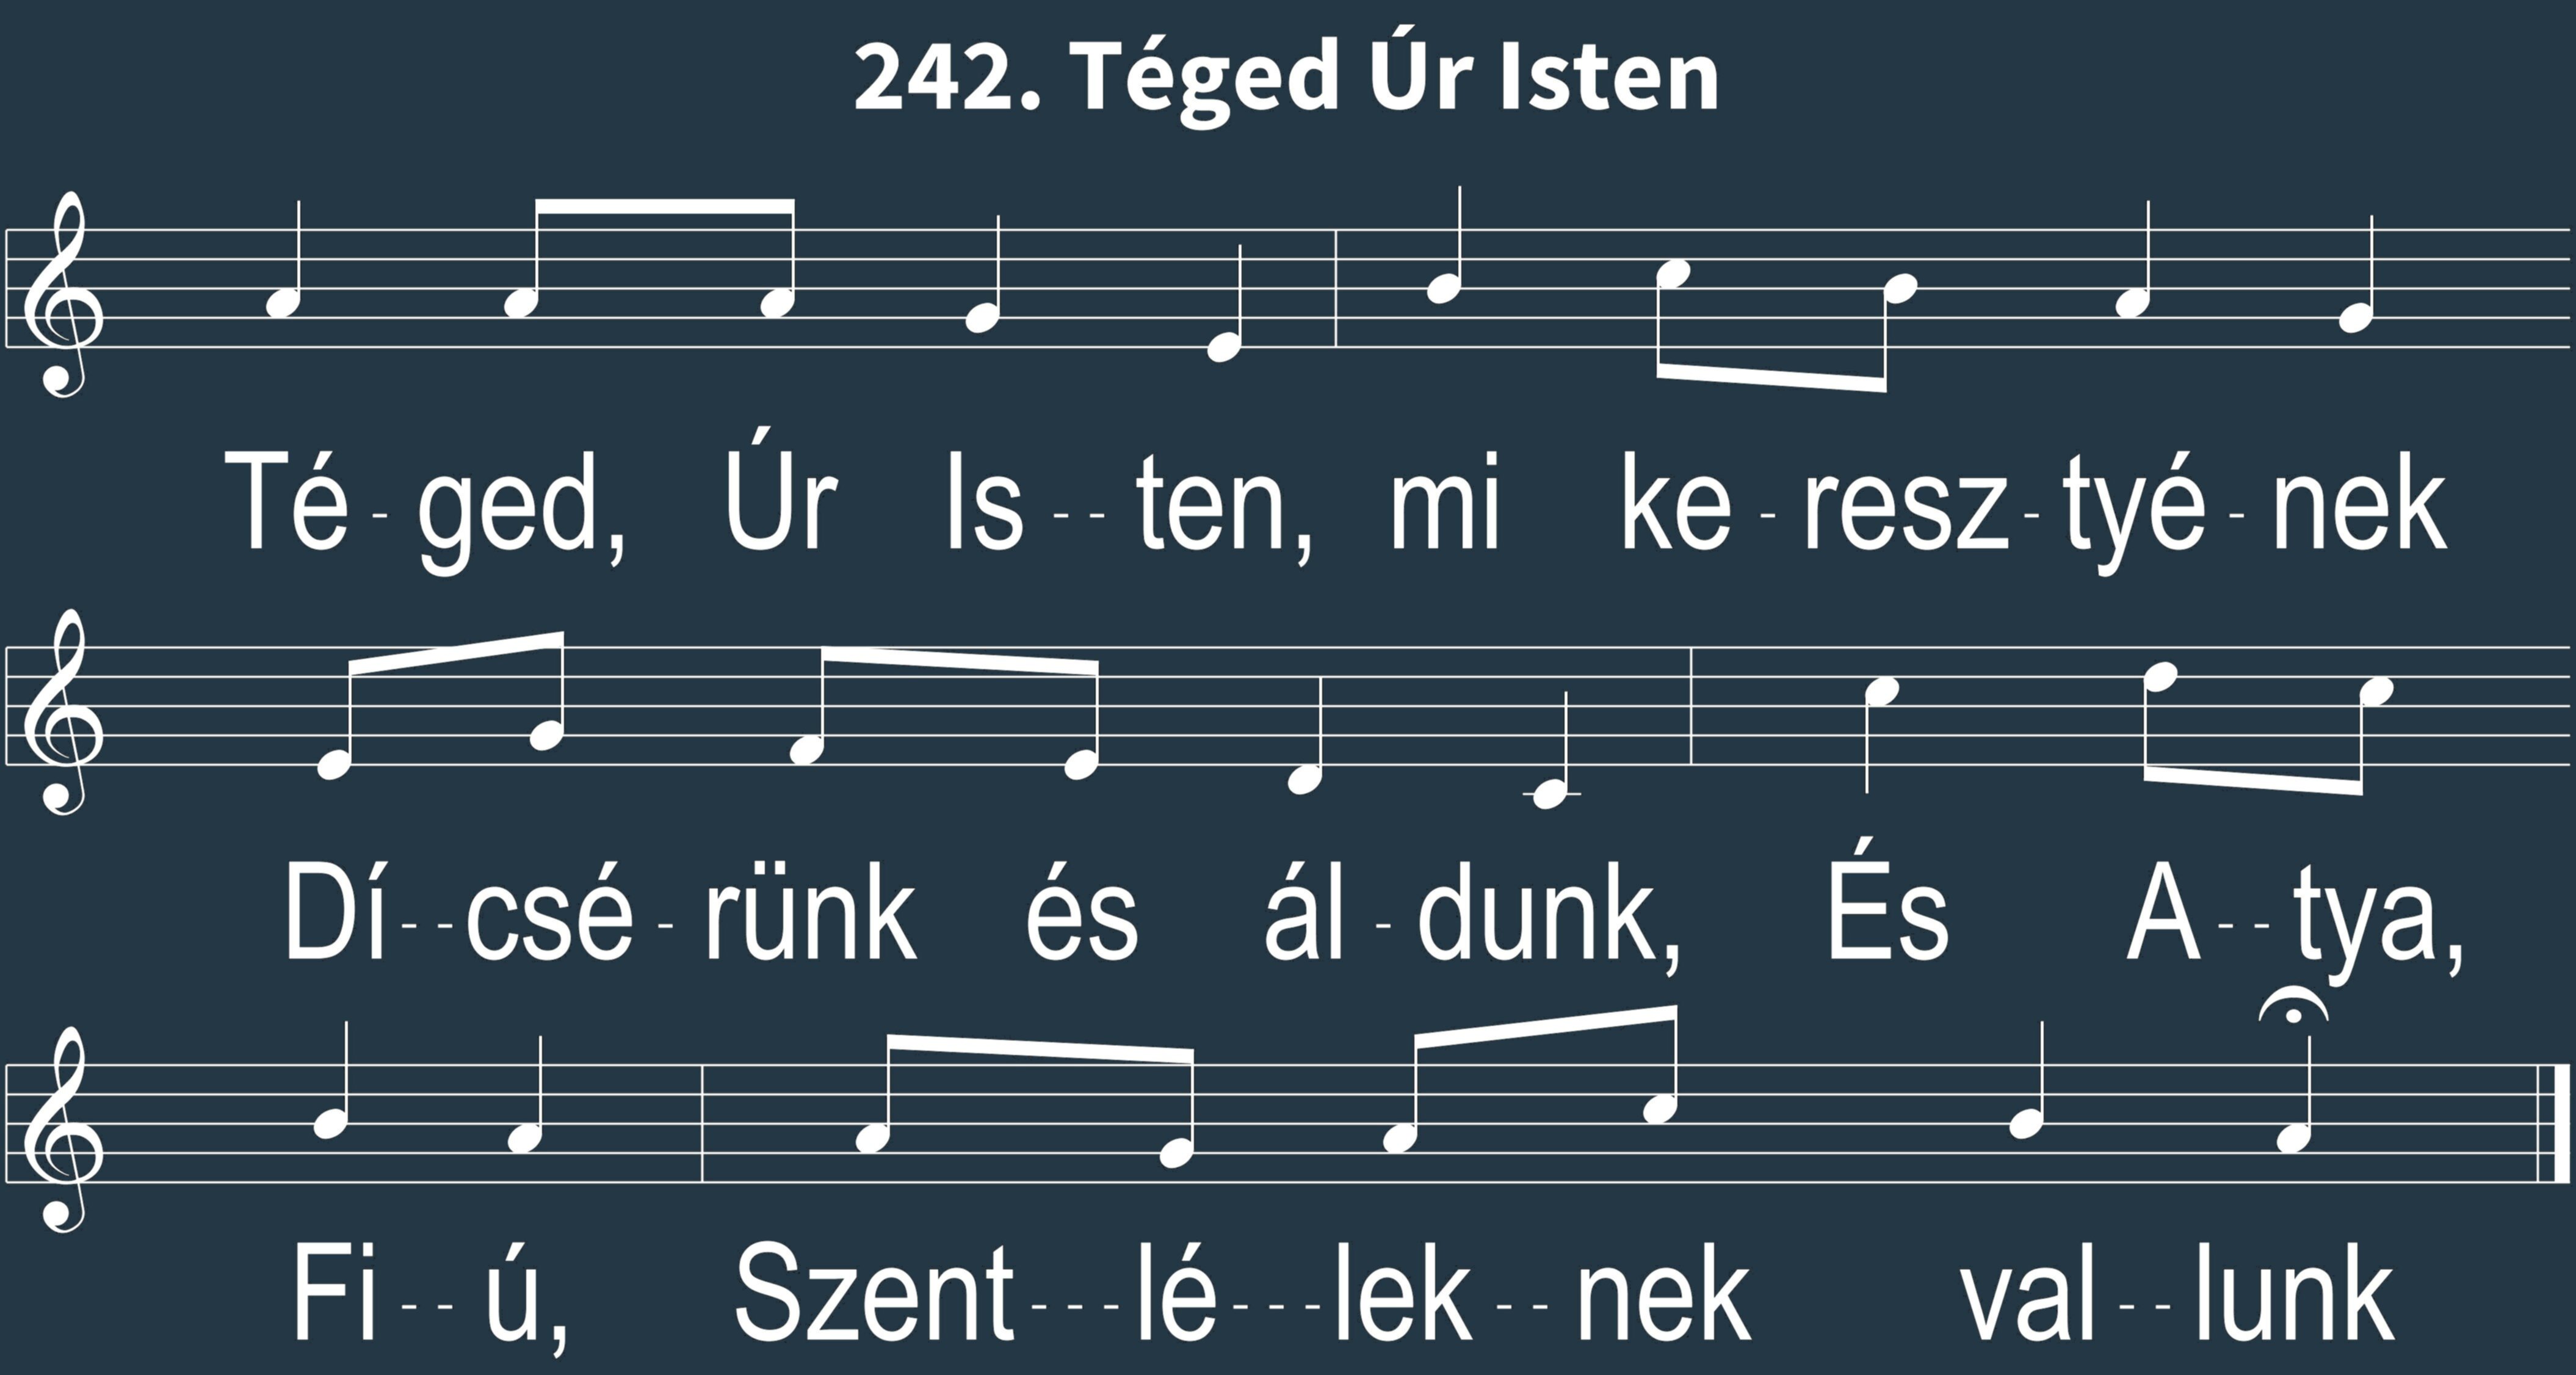 242. Téged Úr Isten
Té - ged, Úr Is - - ten, mi ke - resz - tyé - nek
Dí - - csé - rünk és ál - dunk, És A - - tya,
Fi - - ú, Szent - - - lé - - - lek - - nek val - - lunk